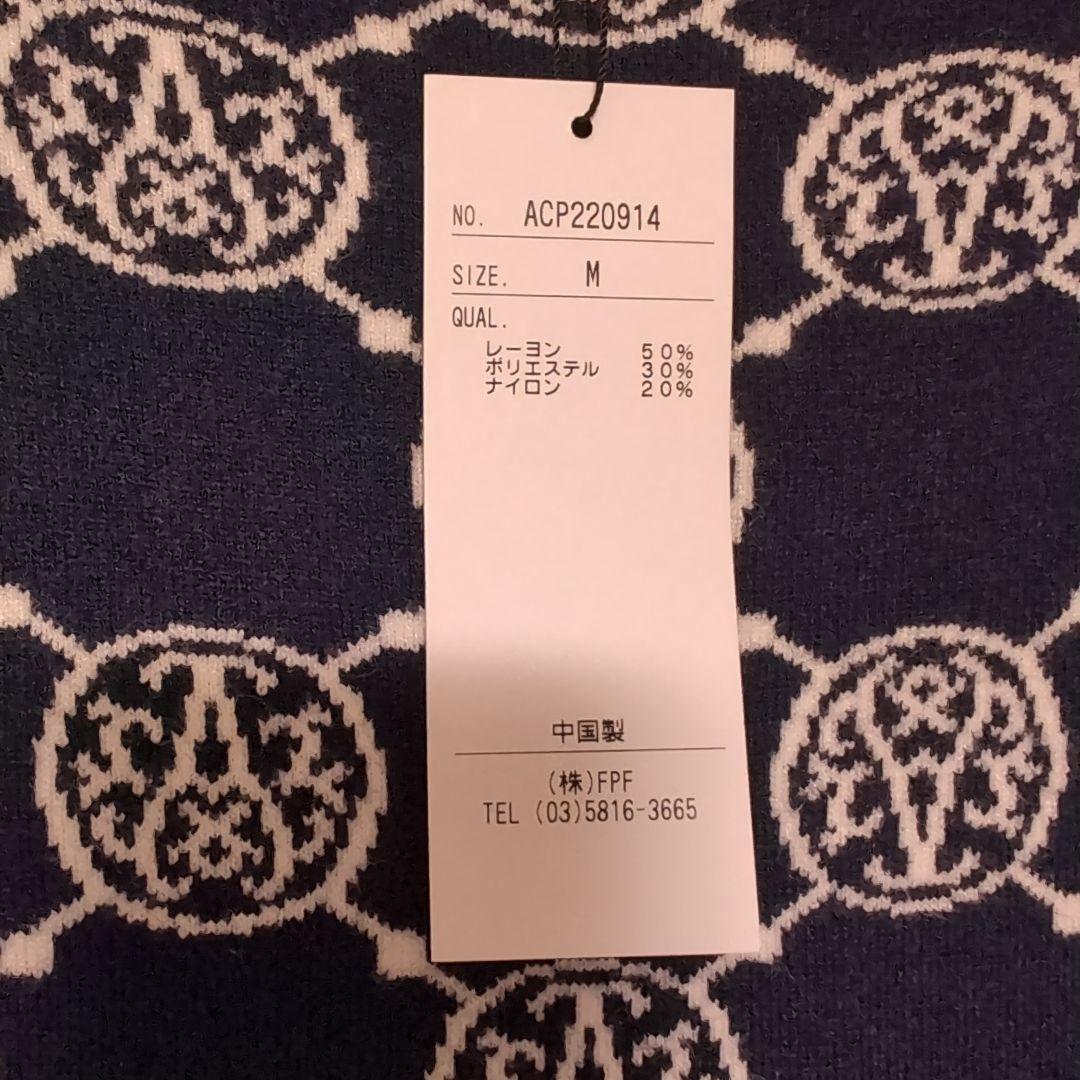 NO. ACP220914
SIZE. M
QUAL.
レーヨン 50%
ポリエステル 30%
ナイロン 20%
中国製
(株)FPF
TEL (03)5816-3665